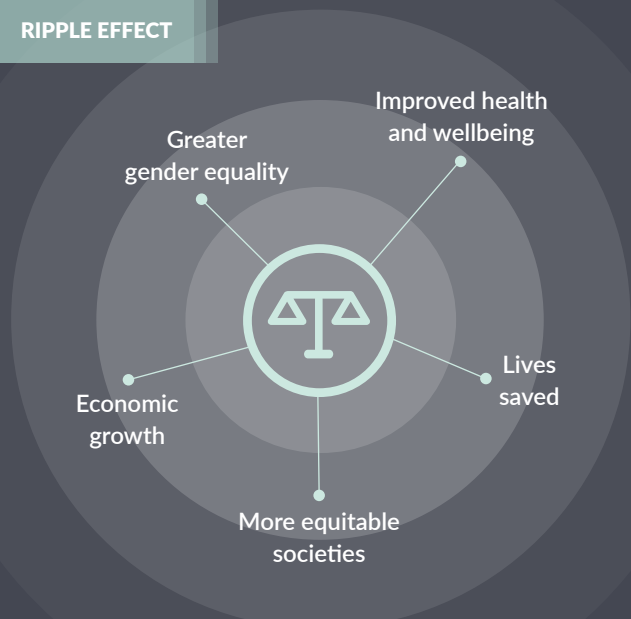 RIPPLE EFFECT
Improved health
and wellbeing
Greater
gender equality
Lives
saved
Economic
growth
More equitable
societies